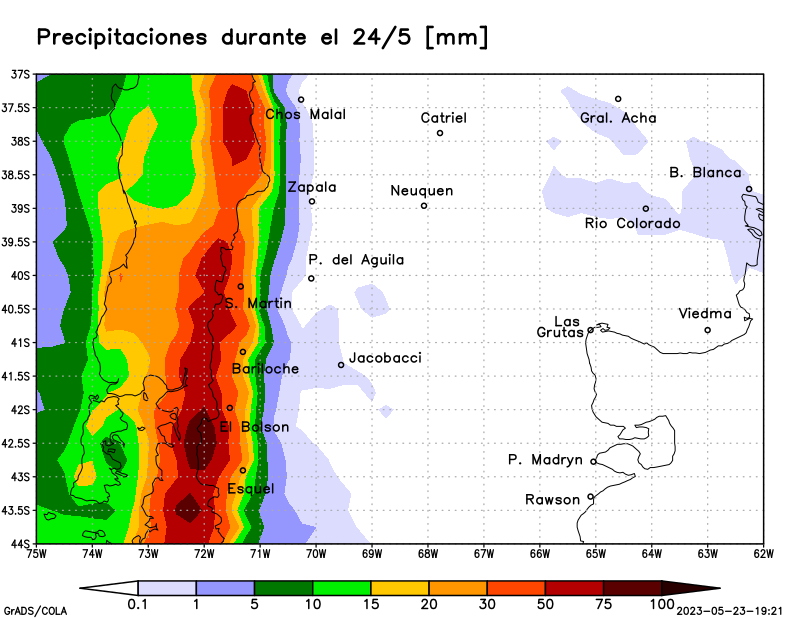 Precipitaciones durante el 24/5 [mm]
37S
37.5S
38S
38.5S
39S
39.5S
40S
40.5S
41S
41.5S
42S
42.5S
43S
43.5S
44S
Chos Malal
Catriel
Gral. Acha
B. Blanca
Zapala
Neuquen
Rio Colorado
P. del Aguila
S. Martin
Viedma
Las
Grutas
Bariloche
Jacobacci
El Bolson
P. Madryn
Esquel
Rawson
75W 74W 73W 72W 71W 70W 69W 68W 67W 66W 65W 64W 63W 62W
0.1 1 5 10 15 20 30 50 75 100
GrADS/COLA
2023-05-23-19:21